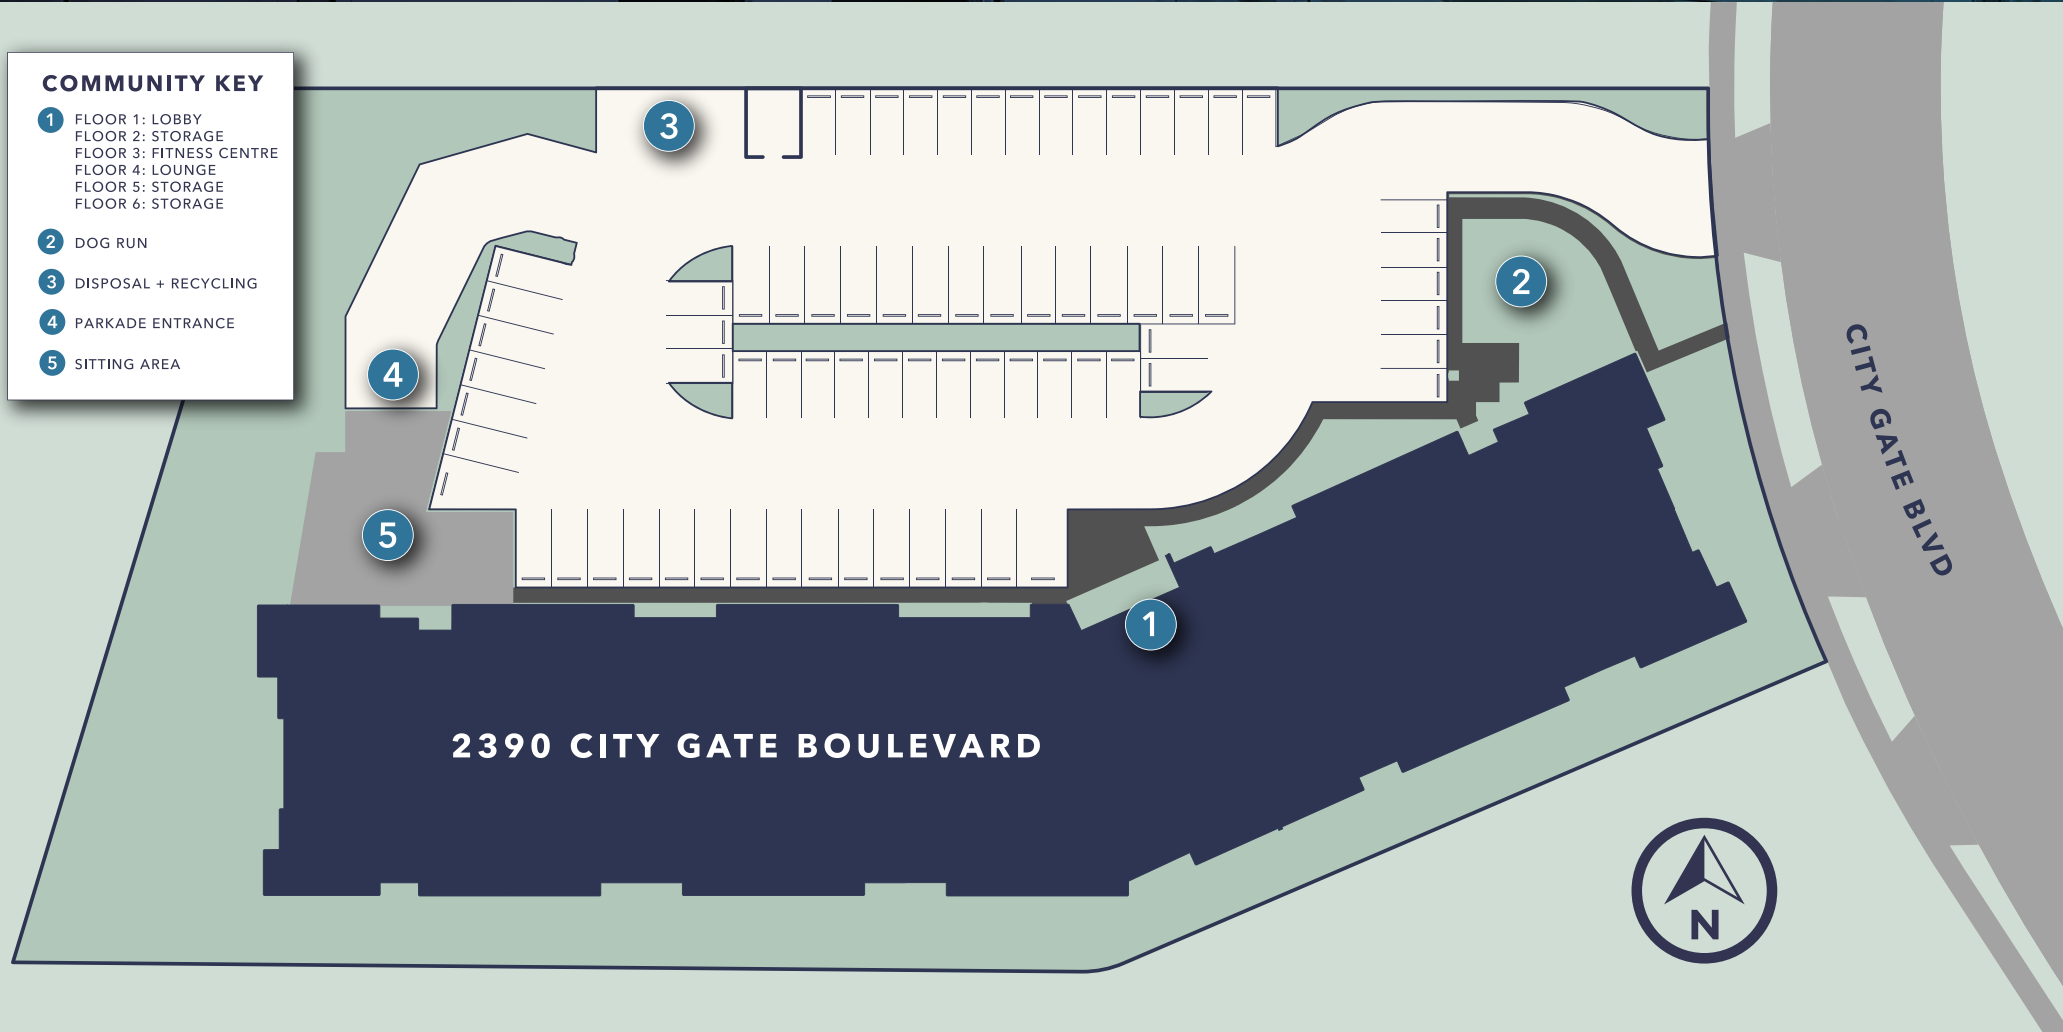 COMMUNITY KEY
1 FLOOR 1: LOBBY
FLOOR 2: STORAGE
FLOOR 3: FITNESS CENTRE
FLOOR 4: LOUNGE
FLOOR 5: STORAGE
FLOOR 6: STORAGE
2 DOG RUN
3 DISPOSAL + RECYCLING
4 PARKADE ENTRANCE
5 SITTING AREA
3
2
4
5
1
CITY GATE BLVD
2390 CITY GATE BOULEVARD
N